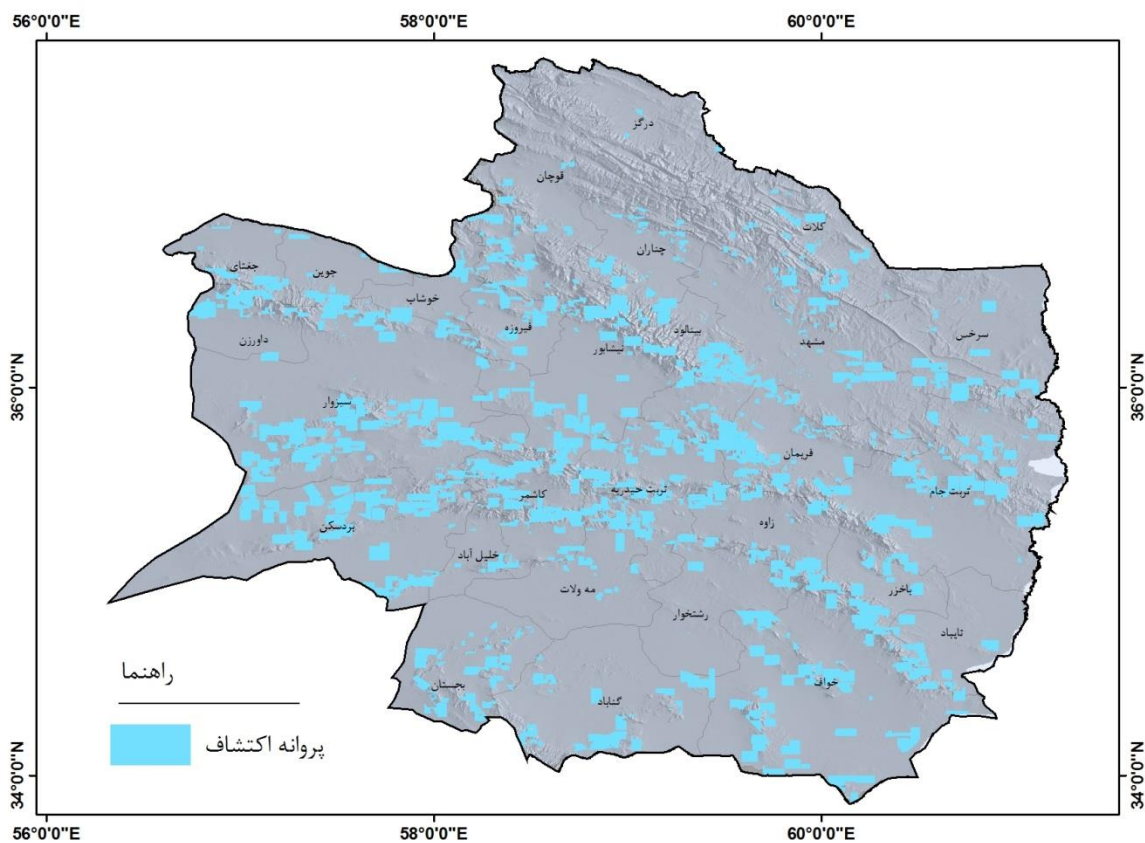 56°0'0"E
58°0'0"E
60°0'0"E
درگز
قوچان
کلات
چناران
جغتای
جوین
خوشاب
سرخس
فیروزه
بینالود
مشهد
نیشابور
داورزن
36°0'0"N
36°0'0"N
سبزوار
فریمان
کاشمر
تربت حیدریه
تربت جام
زاوه
بردسکن
خلیل آباد
مه ولات
باخرز
رشتخوار
تایباد
بجستان
گناباد
خواف
راهنما
پروانه اکتشاف
34°0'0"N
34°0'0"N
56°0'0"E
58°0'0"E
60°0'0"E